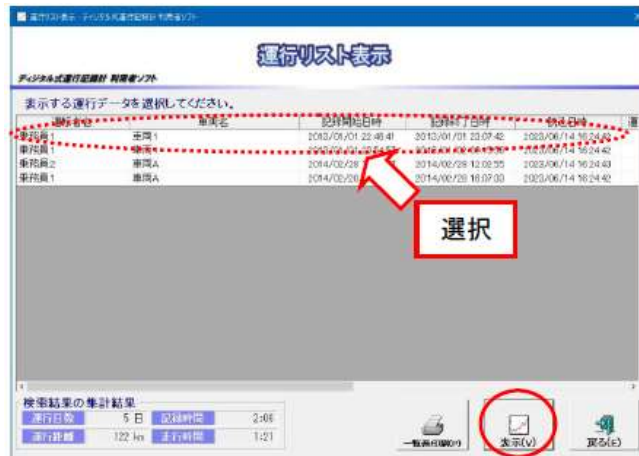 運行リスト表示 - ディジタル式運行記録計 利用者ソフト
運行リスト表示
ディジタル式運行記録計 利用者ソフト
表示する運行データを選択してください。
運転者名 車両名 記録開始日時 記録終了日時 読込日時 運
乗務員1 車両1 2013/01/01 22:46:41 2013/01/01 23:07:42 2023/06/14 16:24:42
乗務員1 2023/06/14 16:24:42
乗務員2 車両A 2014/02/28 2014/02/28 12:02:55 2023/06/14 16:24:43
乗務員1 車両A 2014/02/28 2014/02/28 16:07:33 2023/06/14 16:24:42
選択
検索結果の集計結果
運行日数 5 日 記録時間 2:06
運行距離 122 km 走行時間 1:21
一覧表印刷(P) 表示(V) 戻る(E)